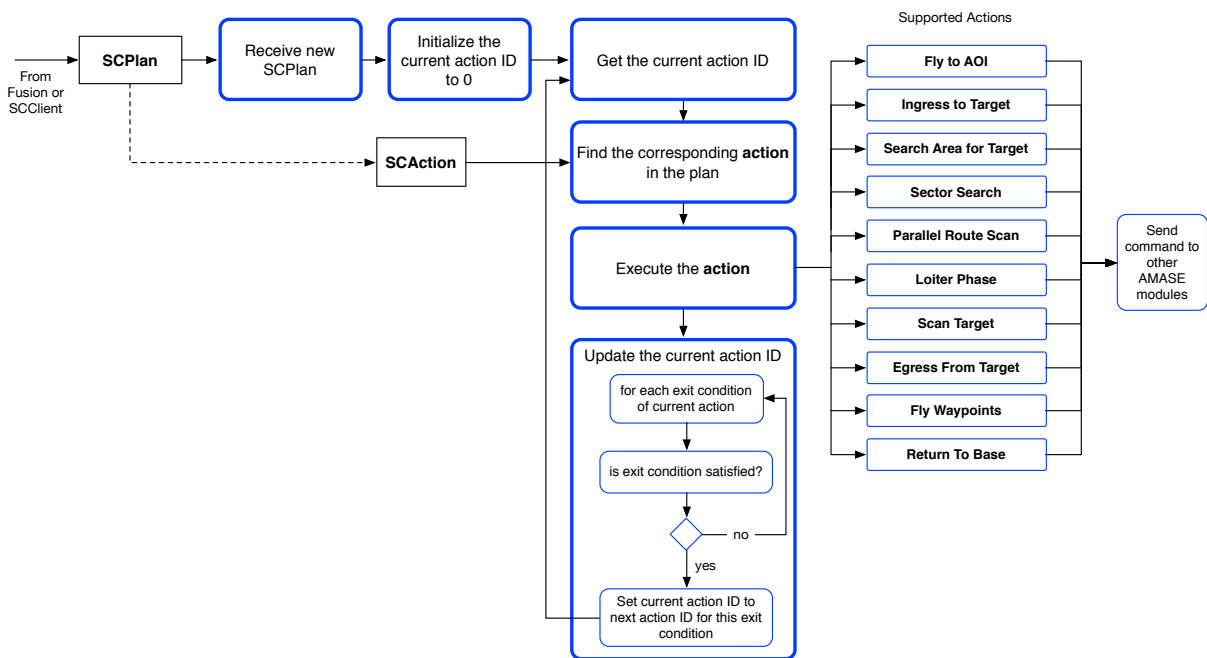 Supported Actions
From
Fusion or
SCClient
SCPlan
Receive new
SCPlan
Initialize the
current action ID
to 0
Get the current action ID
SCAction
Find the corresponding action
in the plan
Execute the action
Update the current action ID
for each exit condition
of current action
is exit condition satisfied?
no
yes
Set current action ID to
next action ID for this exit
condition
Fly to AOI
Ingress to Target
Search Area for Target
Sector Search
Parallel Route Scan
Loiter Phase
Scan Target
Egress From Target
Fly Waypoints
Return To Base
Send
command to
other
AMASE
modules